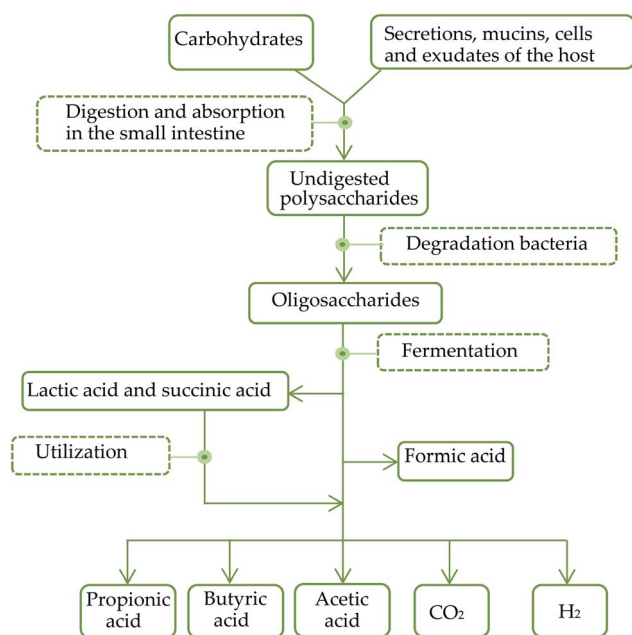 Carbohydrates
Secretions, mucins, cells
and exudates of the host
Digestion and absorption
in the small intestine
Undigested
polysaccharides
Degradation bacteria
Oligosaccharides
Fermentation
Lactic acid and succinic acid
Utilization
Formic acid
Propionic
acid
Butyric
acid
Acetic
acid
CO₂
H₂